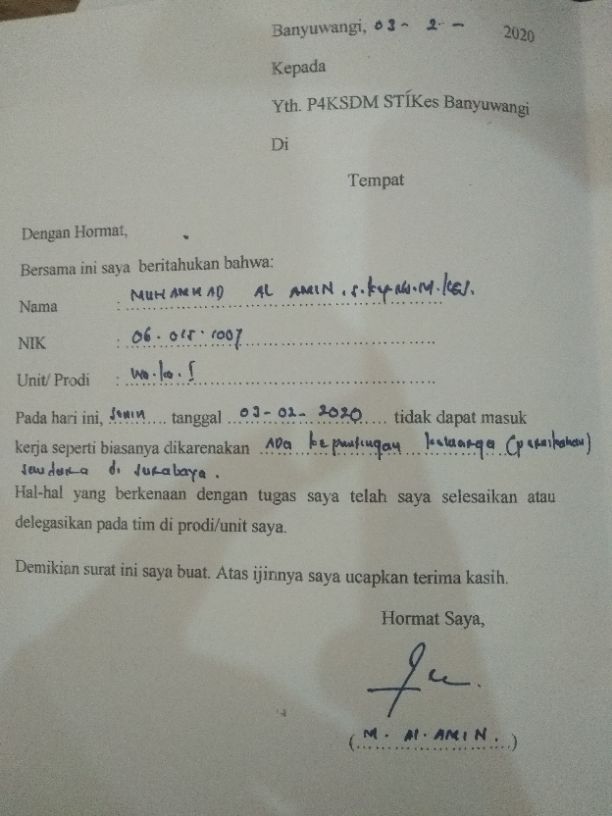 Banyuwangi, 03 - 2 - 2020
Kepada
Yth. P4KSDM STIKes Banyuwangi
Di
Tempat
Dengan Hormat,
Bersama ini saya beritahukan bahwa:
Nama : MUHAMMAD AL AMIN. S.Kep.Ns.M.Kes.
NIK : 06.015.1007
Unit/ Prodi :
Pada hari ini, Senin tanggal 03-02-2020 tidak dapat masuk
kerja seperti biasanya dikarenakan ADA kepentingan keluarga (pernikahan)
saudara di surabaya.
Hal-hal yang berkenaan dengan tugas saya telah saya selesaikan atau
delegasikan pada tim di prodi/unit saya.
Demikian surat ini saya buat. Atas ijinnya saya ucapkan terima kasih.
Hormat Saya,
(M. Al. AMIN.)